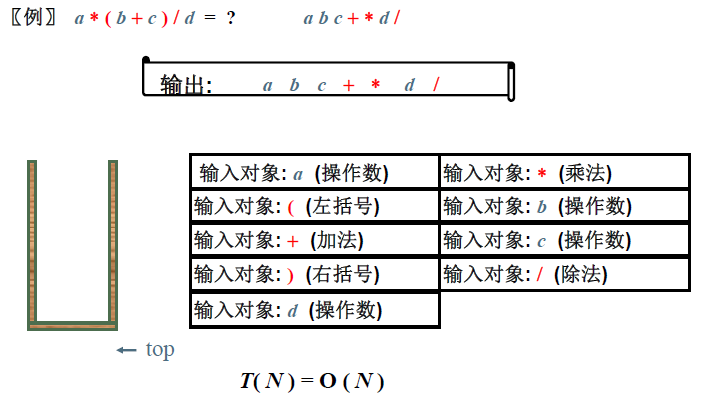 〖例〗 a * ( b + c ) / d = ?  a b c + * d /
输出: a b c + * d /
输入对象: a (操作数) 输入对象: * (乘法)
输入对象: ( (左括号) 输入对象: b (操作数)
输入对象: + (加法) 输入对象: c (操作数)
输入对象: ) (右括号) 输入对象: / (除法)
输入对象: d (操作数)
← top
T( N ) = O ( N )